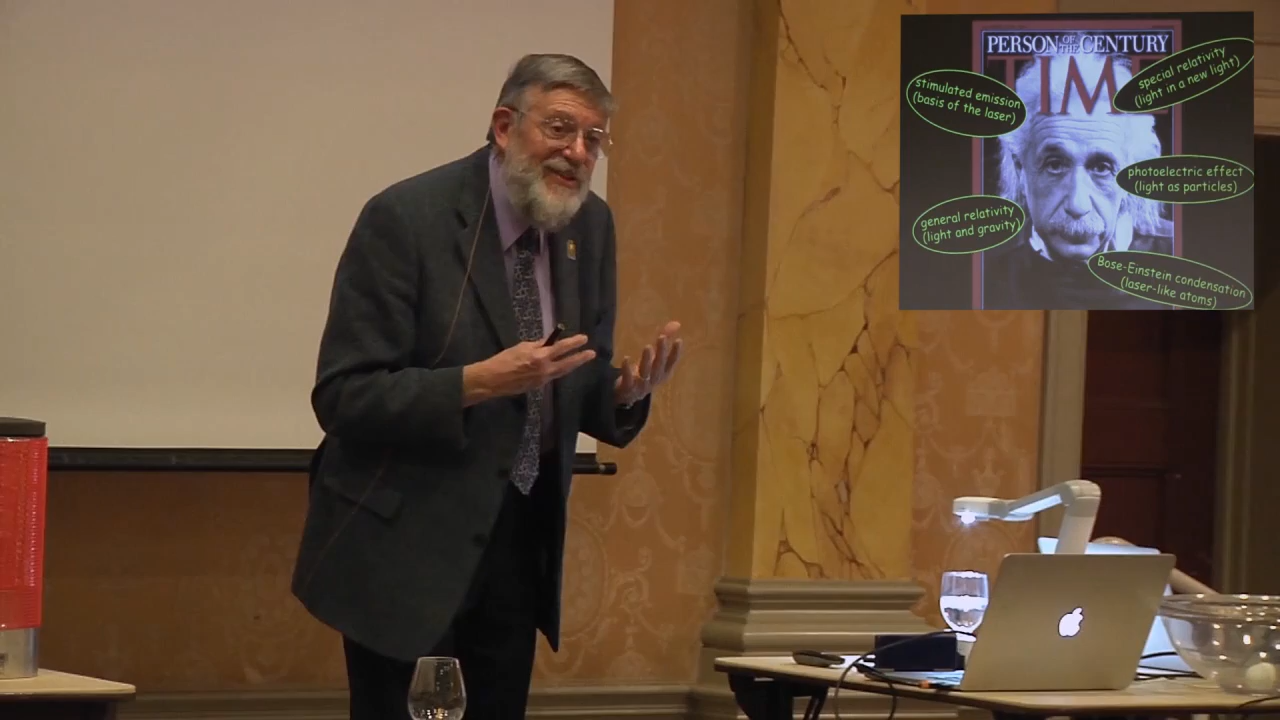 PERSON OF THE CENTURY
TIME
stimulated emission
(basis of the laser)
special relativity
(light in a new light)
photoelectric effect
(light as particles)
general relativity
(light and gravity)
Bose-Einstein condensation
(laser-like atoms)